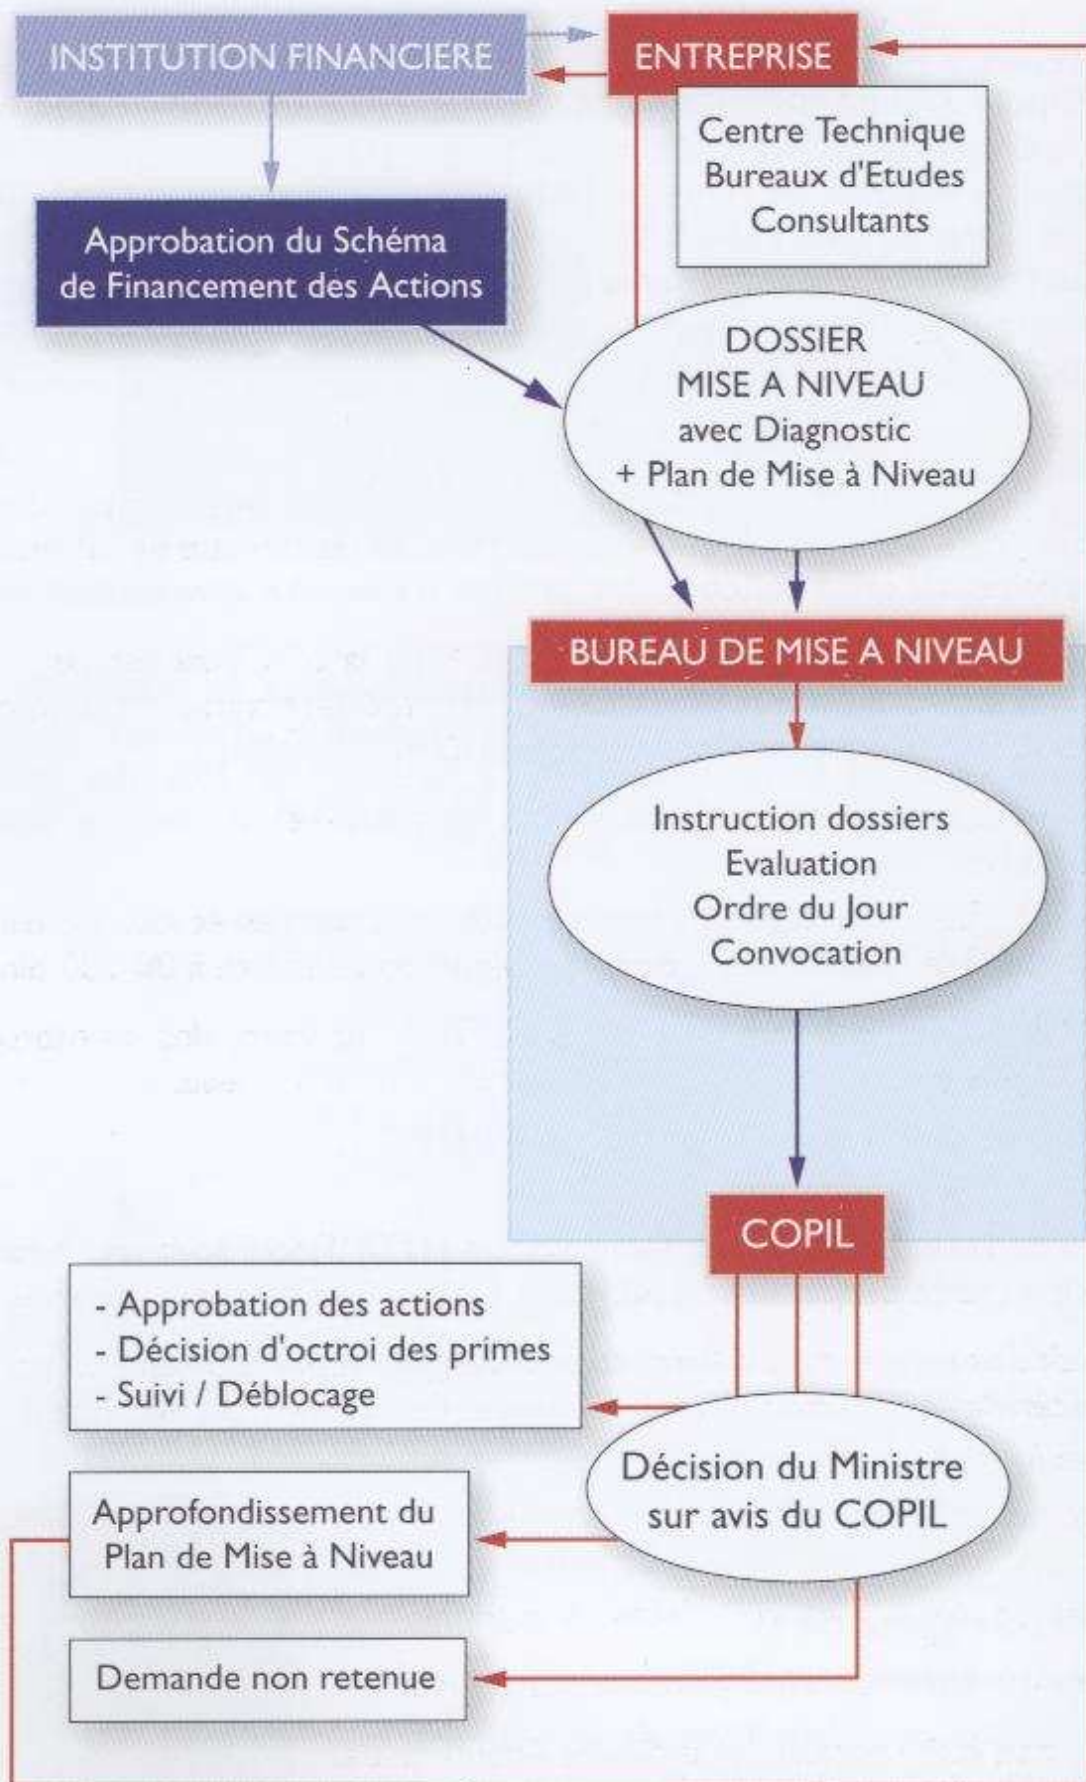 INSTITUTION FINANCIERE
ENTREPRISE
Centre Technique
Bureaux d'Etudes
Consultants
Approbation du Schéma
de Financement des Actions
DOSSIER
MISE A NIVEAU
avec Diagnostic
+ Plan de Mise à Niveau
BUREAU DE MISE A NIVEAU
Instruction dossiers
Evaluation
Ordre du Jour
Convocation
COPIL
- Approbation des actions
- Décision d'octroi des primes
- Suivi / Déblocage
Décision du Ministre
sur avis du COPIL
Approfondissement du
Plan de Mise à Niveau
Demande non retenue